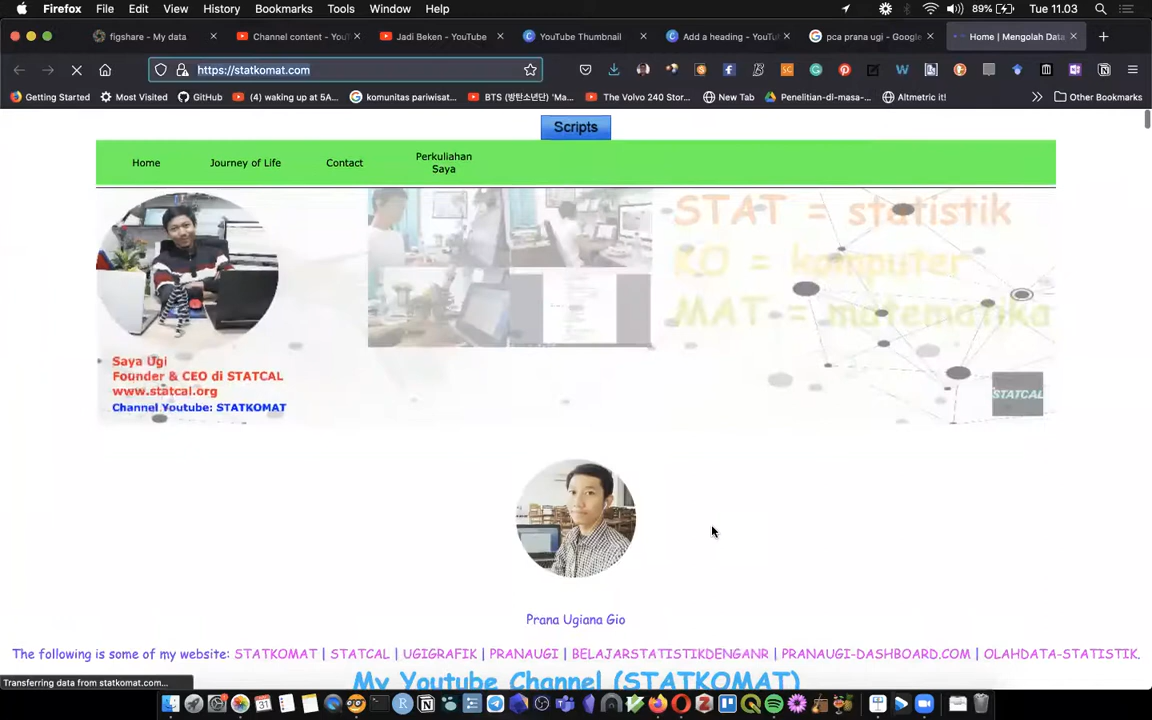 Firefox File Edit View History Bookmarks Tools Window Help 89% Tue 11.03
figshare - My data Channel content - YouT Jadi Beken - YouTube YouTube Thumbnail Add a heading - YouTu pca prana ugi - Google Home | Mengolah Data
https://statkomat.com
Getting Started Most Visited GitHub (4) waking up at 5A... komunitas pariwisat... BTS (방탄소년단) 'Ma... The Volvo 240 Stor... New Tab Penelitian-di-masa-... Altmetric it! Other Bookmarks
Scripts
Home Journey of Life Contact Perkuliahan
Saya
STAT = statistik
KO = komputer
MAT = matematika
Saya Ugi
Founder & CEO di STATCAL
www.statcal.org
Channel Youtube: STATKOMAT
STATCAL
Prana Ugiana Gio
The following is some of my website: STATKOMAT | STATCAL | UGIGRAFIK | PRANAUGI | BELAJARSTATISTIKDENGANR | PRANAUGI-DASHBOARD.COM | OLAHDATA-STATISTIK.
My Youtube Channel (STATKOMAT)
Transferring data from statkomat.com...